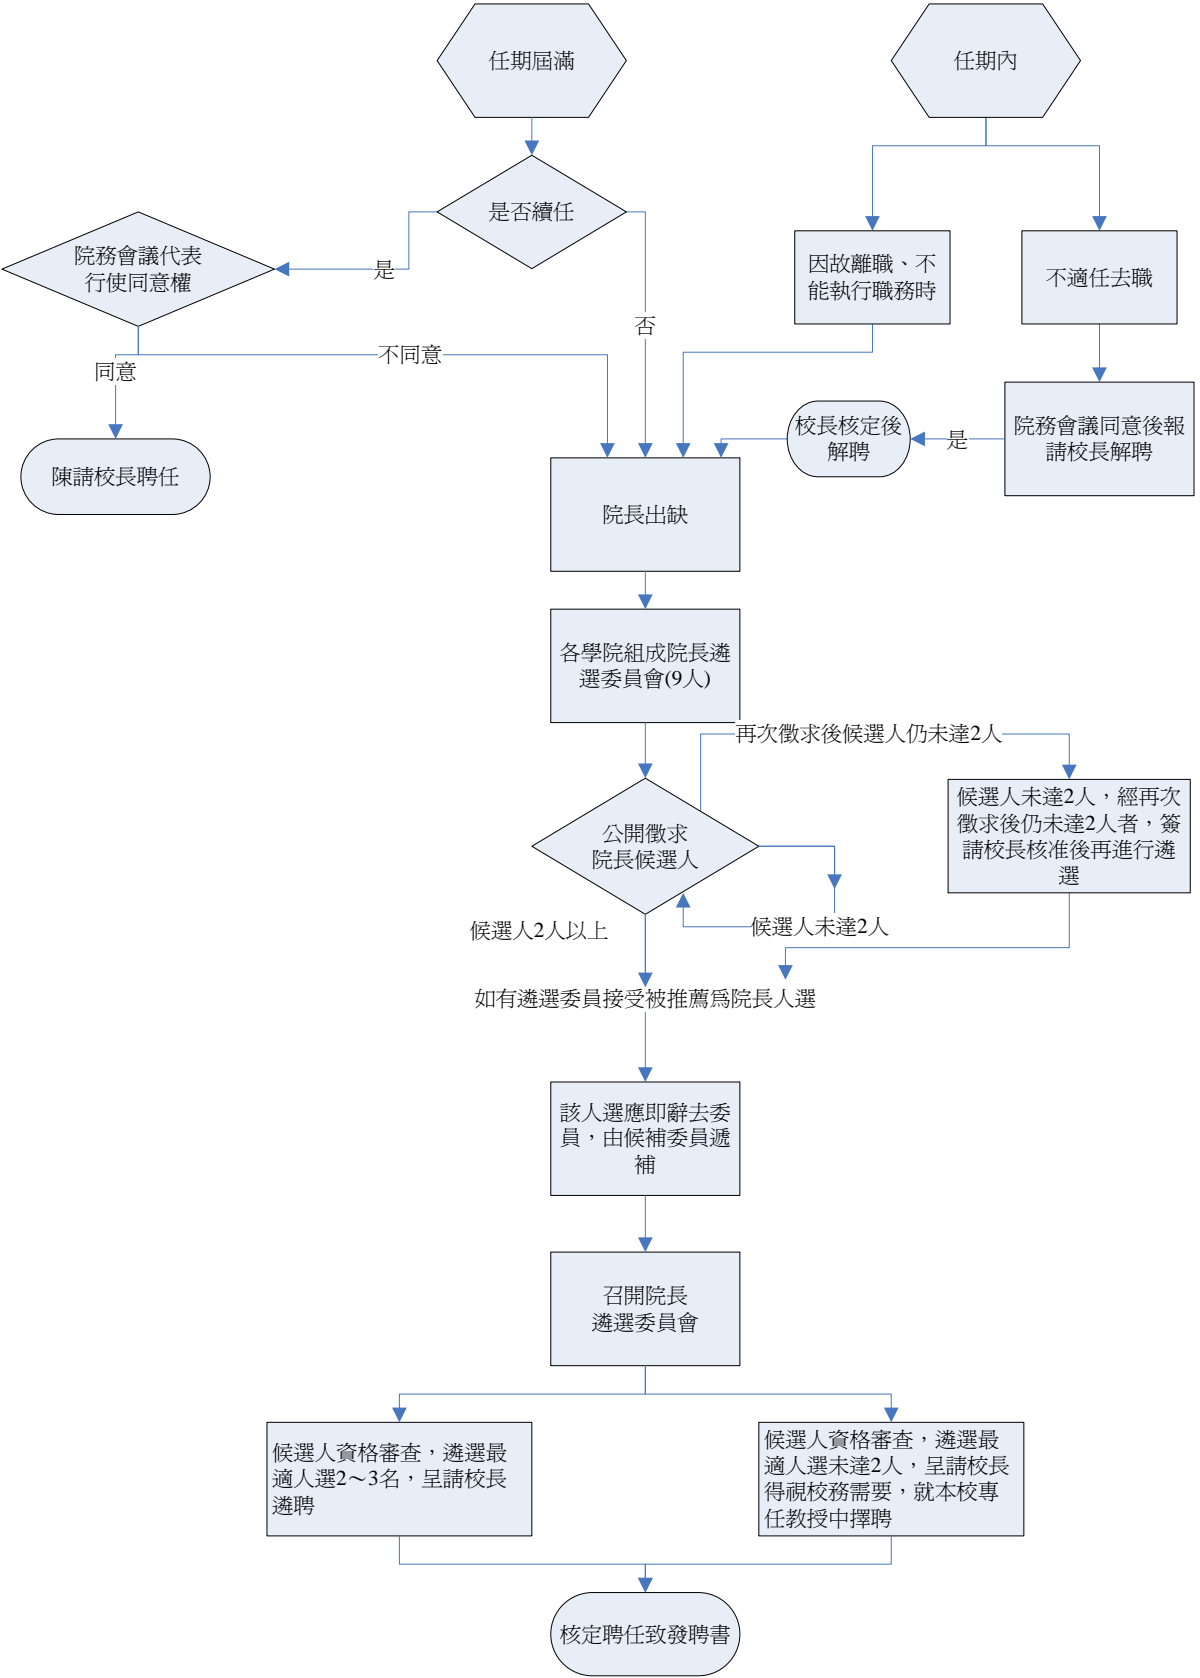 任期屆滿
任期內
是否續任
院務會議代表
行使同意權
是
因故離職、不
能執行職務時
不適任去職
否
不同意
同意
陳請校長聘任
校長核定後
解聘
是
院務會議同意後報
請校長解聘
院長出缺
各學院組成院長遴
選委員會(9人)
再次徵求後候選人仍未達2人
公開徵求
院長候選人
候選人未達2人，經再次
徵求後仍未達2人者，簽
請校長核准後再進行遴
選
候選人2人以上
候選人未達2人
如有遴選委員接受被推薦為院長人選
該人選應即辭去委
員，由候補委員遞
補
召開院長
遴選委員會
候選人資格審查，遴選最
適人選2～3名，呈請校長
遴聘
候選人資格審查，遴選最
適人選未達2人，呈請校長
得視校務需要，就本校專
任教授中擇聘
核定聘任致發聘書